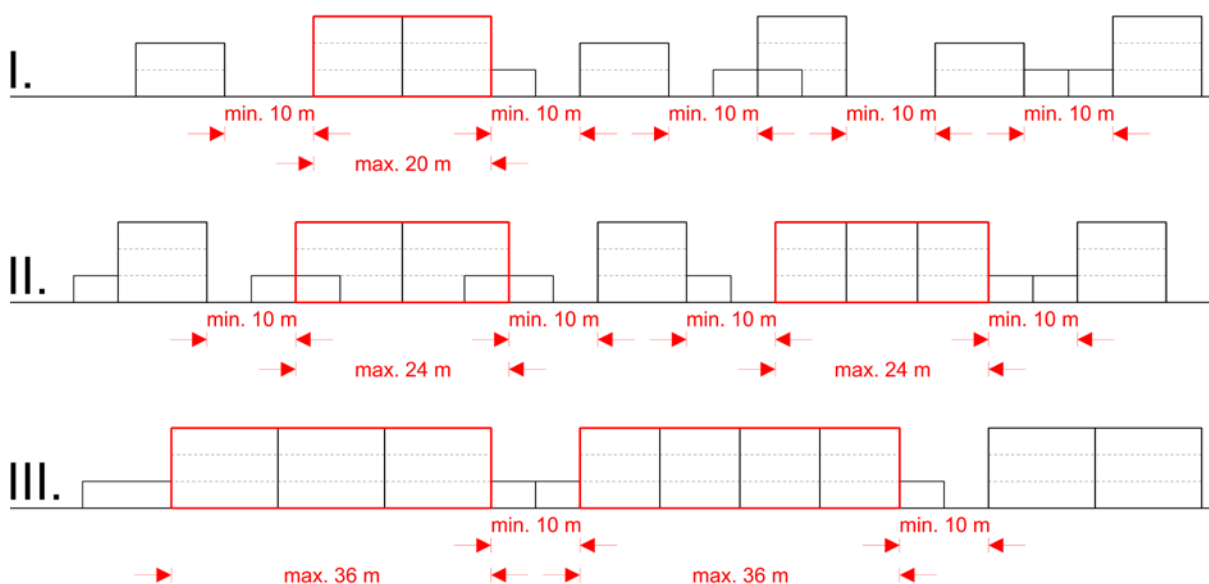 I.
min. 10 m min. 10 m min. 10 m min. 10 m min. 10 m
max. 20 m
II.
min. 10 m min. 10 m min. 10 m min. 10 m
max. 24 m max. 24 m
III.
min. 10 m min. 10 m
max. 36 m max. 36 m